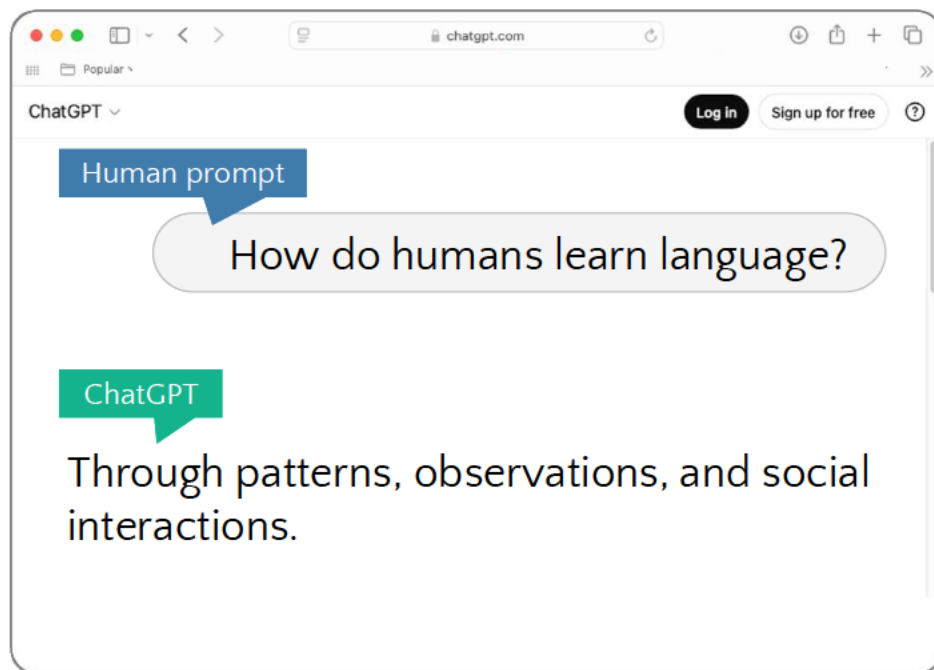 chatgpt.com
Popular
ChatGPT
Log in
Sign up for free
?
Human prompt
How do humans learn language?
ChatGPT
Through patterns, observations, and social
interactions.